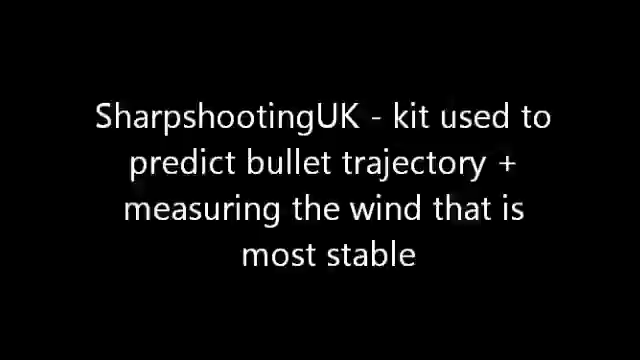 SharpshootingUK - kit used to
predict bullet trajectory +
measuring the wind that is
most stable